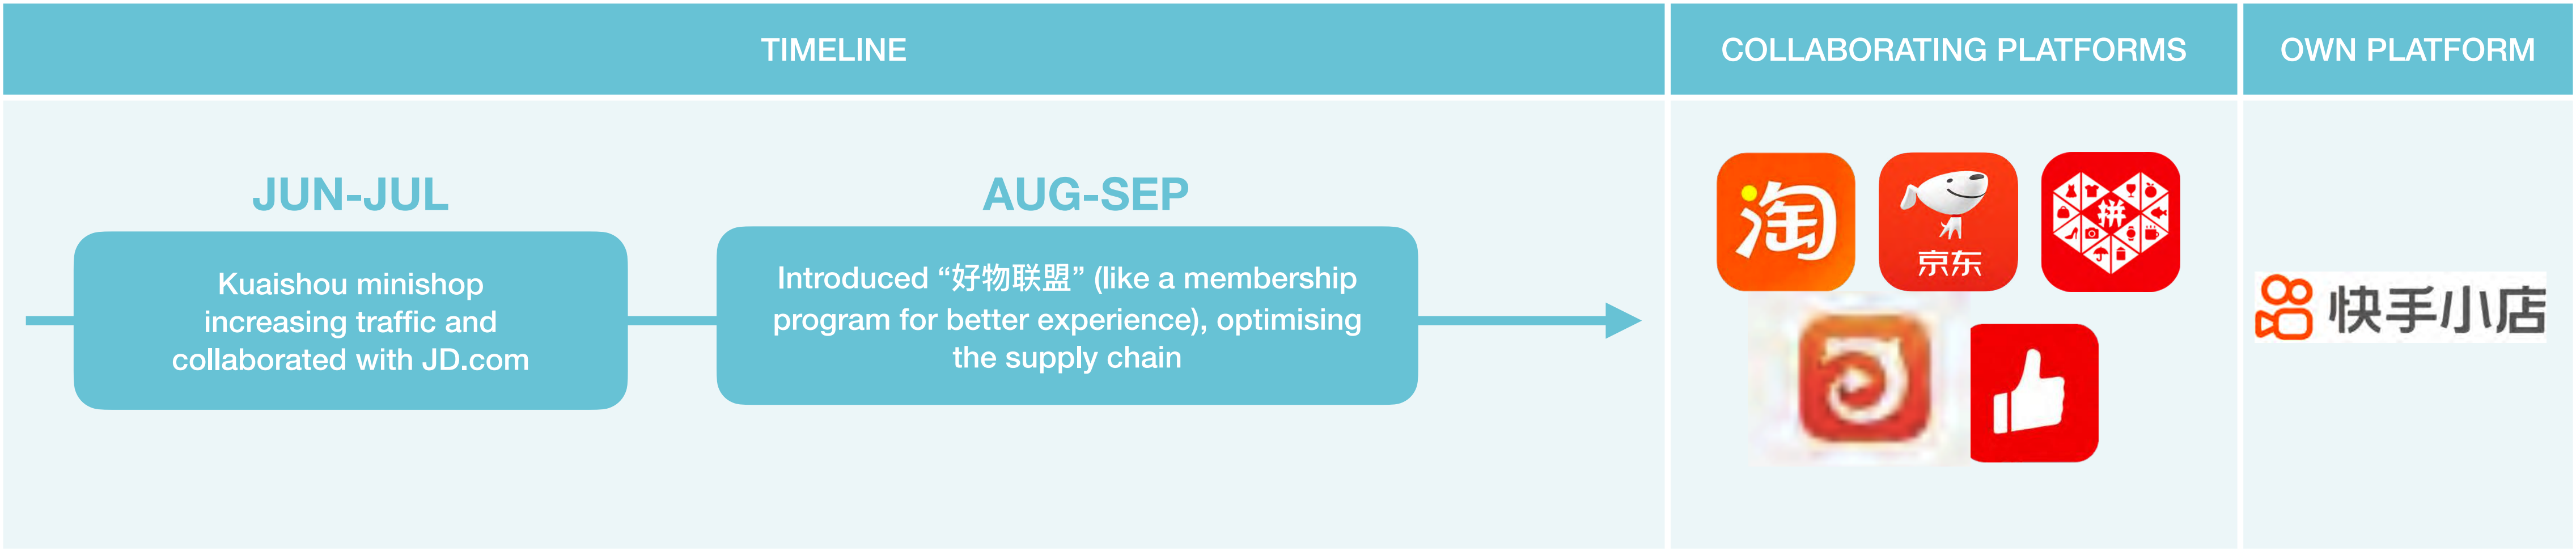 TIMELINE
COLLABORATING PLATFORMS
OWN PLATFORM
JUN-JUL
Kuaishou minishop
increasing traffic and
collaborated with JD.com
AUG-SEP
Introduced “好物联盟” (like a membership
program for better experience), optimising
the supply chain
淘
京东
拼
快手小店